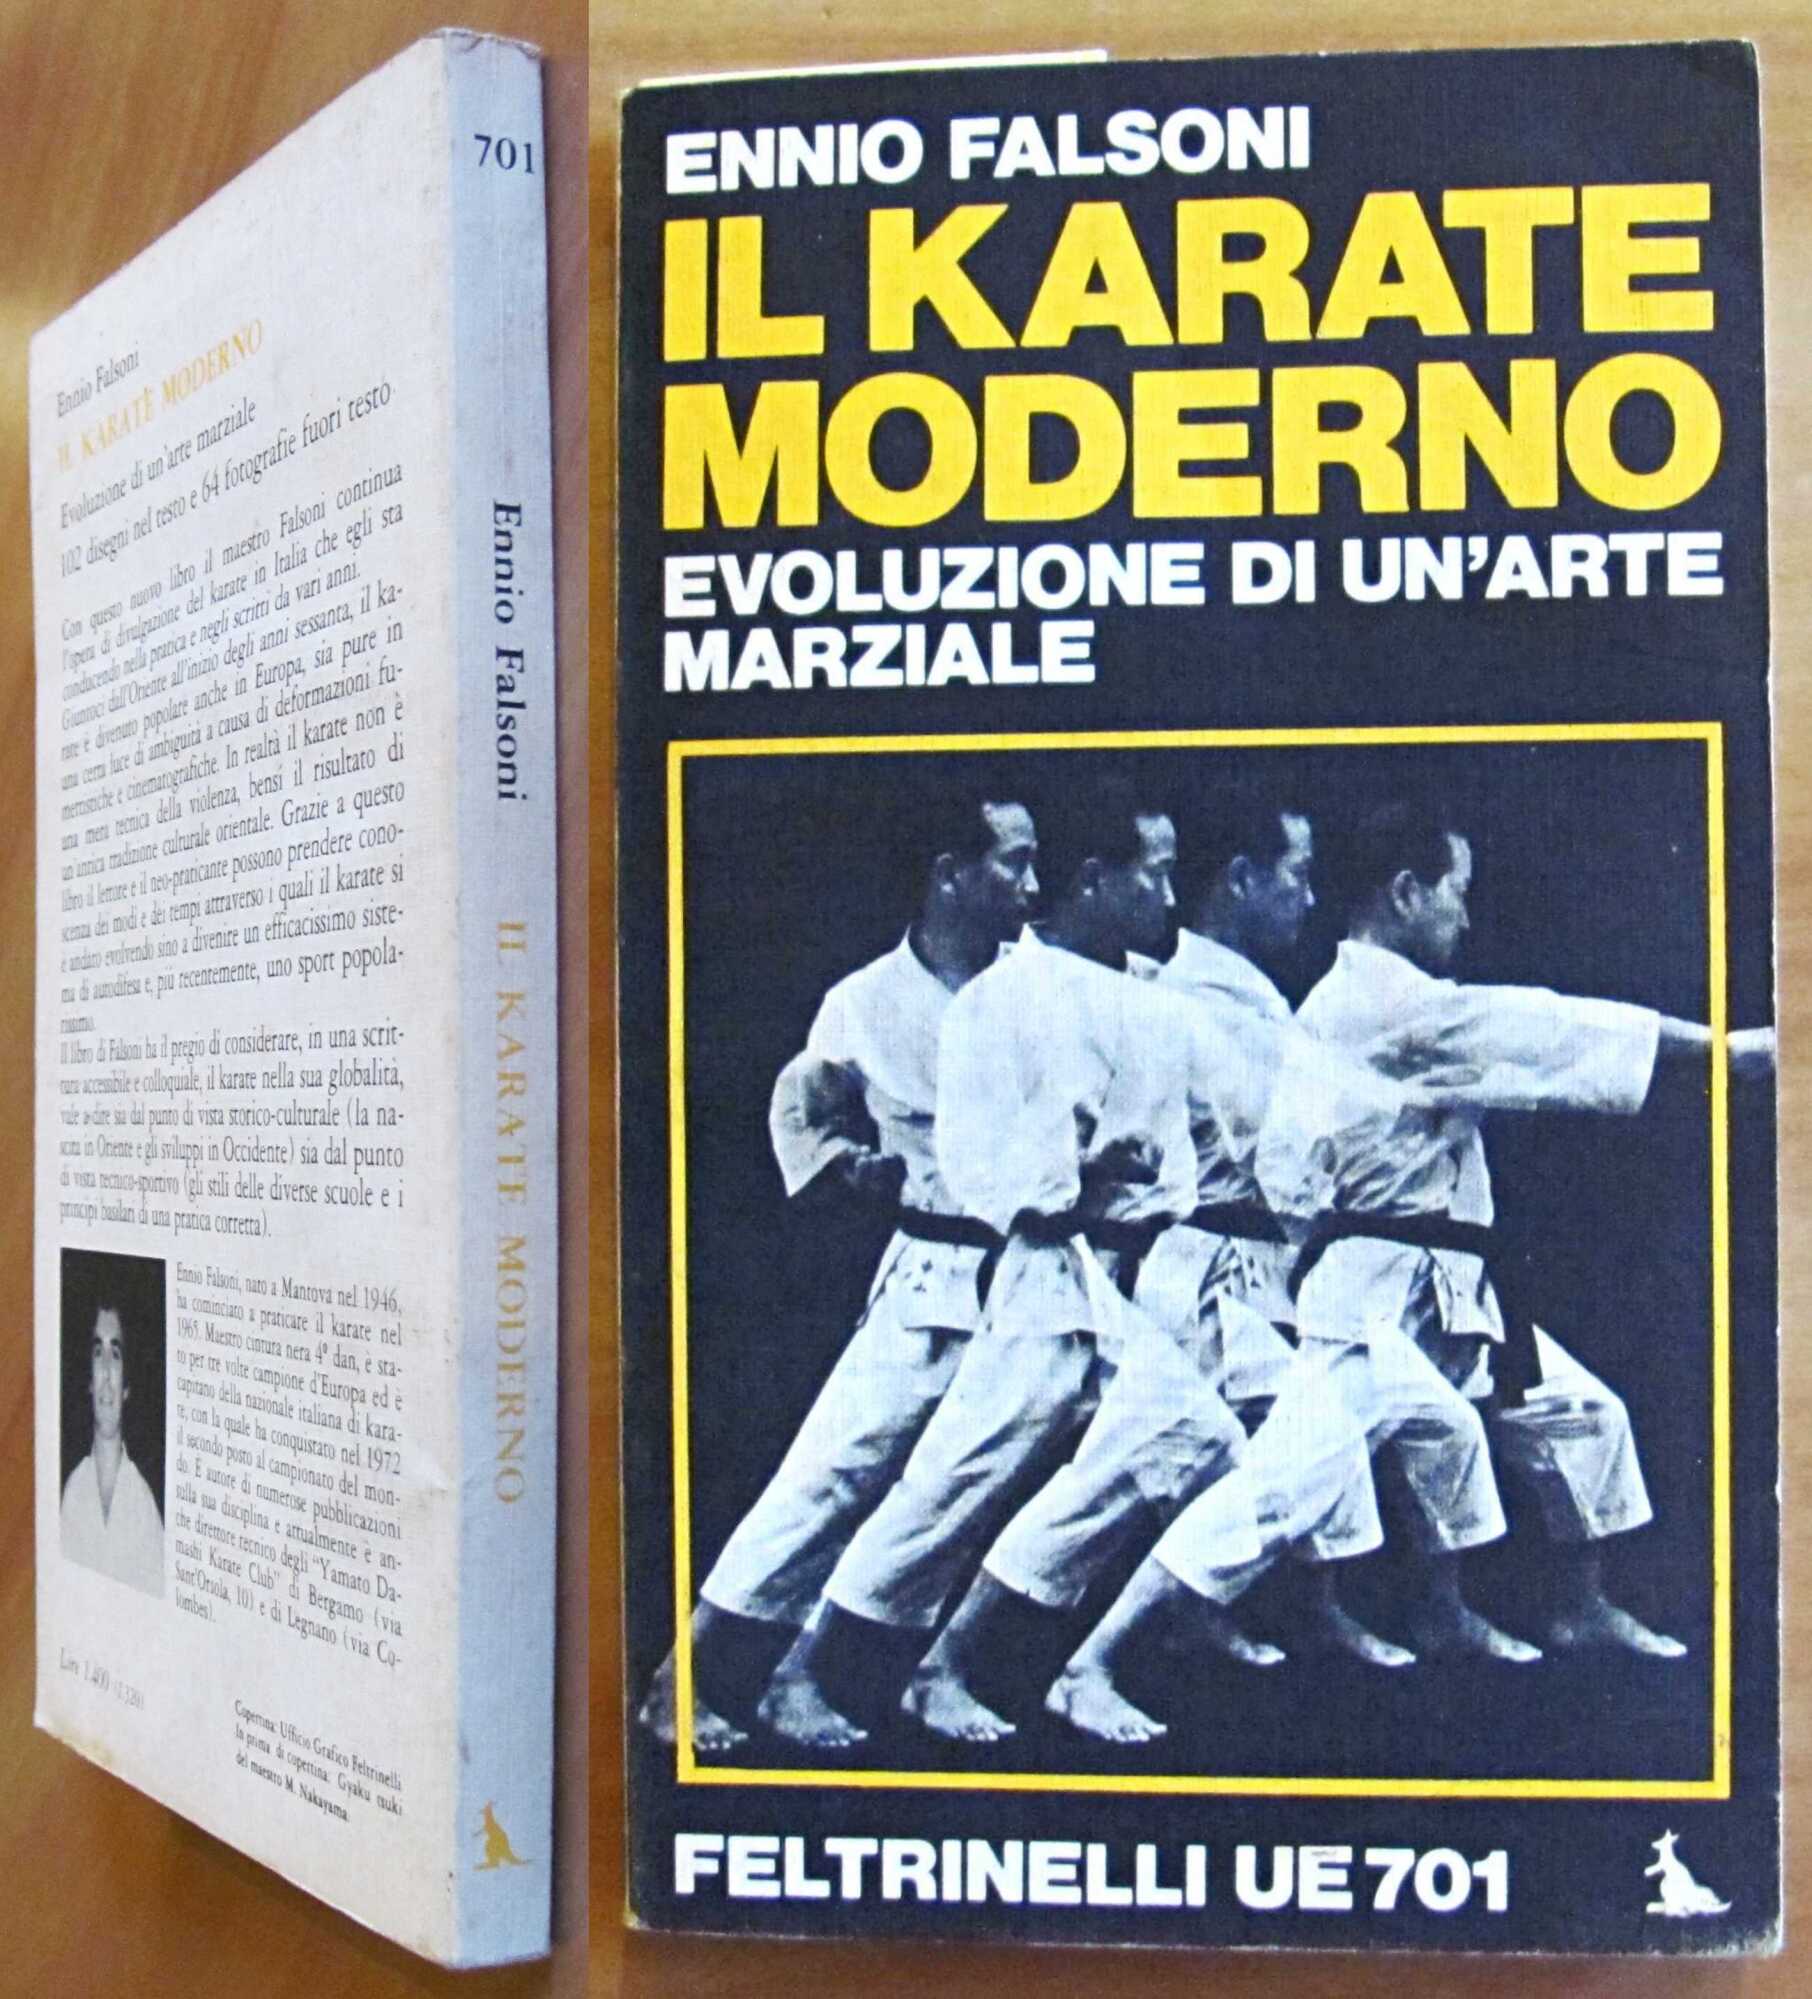 Ennio Falsoni
IL KARATE MODERNO
Evoluzione di un'arte marziale
102 disegni nel testo e 64 fotografie fuori testo.
Con questo nuovo libro il maestro Falsoni continua
l'opera di divulgazione del karate in Italia che egli sta
conducendo nella pratica e negli scritti da vari anni.
Giuntoci dall'Oriente all'inizio degli anni sessanta, il ka-
rate è divenuto popolare anche in Europa, sia pure in
una certa luce di ambiguità a causa di deformazioni fu-
mettistiche e cinematografiche. In realtà il karate non è
una mera tecnica della violenza, bensì il risultato di
un'antica tradizione culturale orientale. Grazie a questo
libro il lettore e il neo-praticante possono prendere cono-
scenza dei modi e dei tempi attraverso i quali il karate si
è andato evolvendo sino a divenire un efficacissimo siste-
ma di autodifesa e, più recentemente, uno sport popola-
rissimo.
Il libro di Falsoni ha il pregio di considerare, in una scrit-
tura accessibile e colloquiale, il karate nella sua globalità,
vale a dire sia dal punto di vista storico-culturale (la na-
scita in Oriente e gli sviluppi in Occidente) sia dal punto
di vista tecnico-sportivo (gli stili delle diverse scuole e i
principi basilari di una pratica corretta).
Ennio Falsoni, nato a Mantova nel 1946,
ha cominciato a praticare il karate nel
1965. Maestro cintura nera 4° dan, è sta-
to per tre volte campione d'Europa ed è
capitano della nazionale italiana di kara-
te, con la quale ha conquistato nel 1972
il secondo posto al campionato del mon-
do. È autore di numerose pubblicazioni
sulla sua disciplina e attualmente è an-
che direttore tecnico degli "Yamato Da-
mashi Karate Club" di Bergamo (via
Sant'Orsola, 10) e di Legnano (via Co-
lombes).
Lire 1.400 (1.320)
Copertina: Ufficio Grafico Feltrinelli
In prima di copertina: Gyaku tsuki
del maestro M. Nakayama.
701
Ennio Falsoni IL KARATE MODERNO
ENNIO FALSONI
IL KARATE
MODERNO
EVOLUZIONE DI UN'ARTE
MARZIALE
FELTRINELLI UE 701